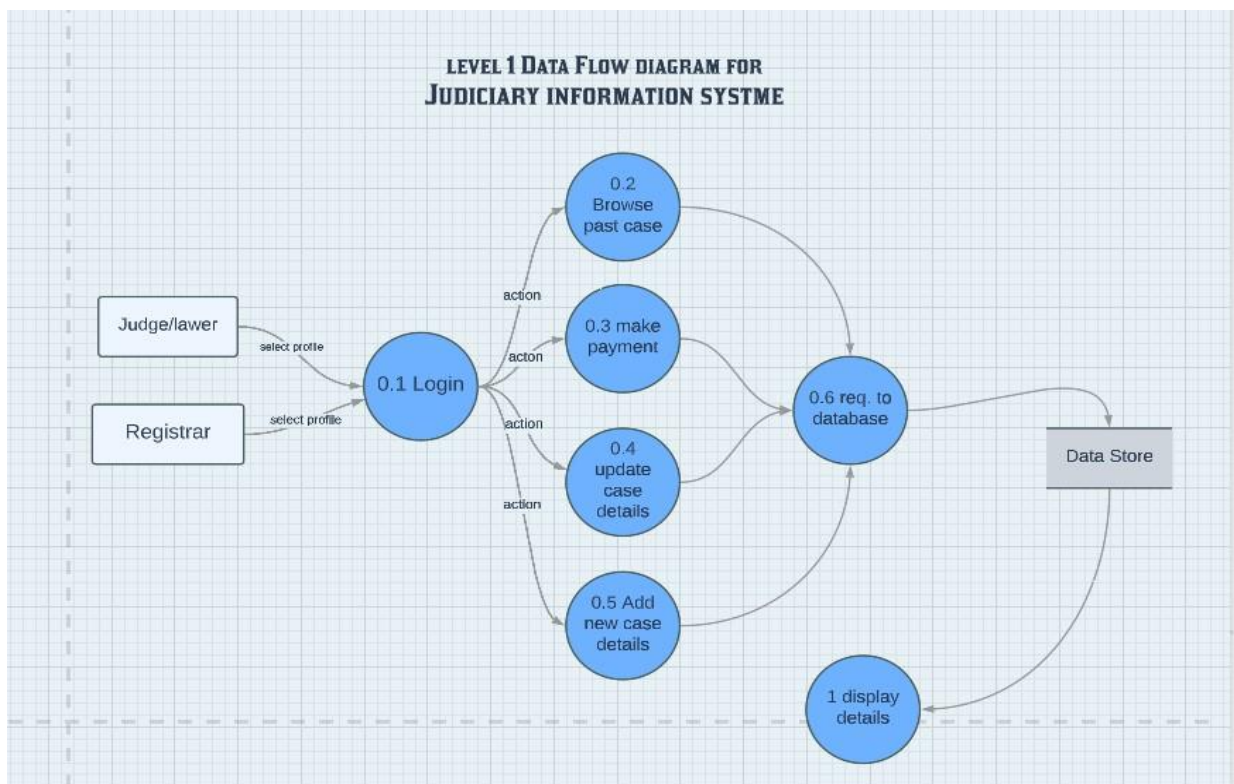 LEVEL 1 DATA FLOW DIAGRAM FOR
JUDICIARY INFORMATION SYSTME
0.2
Browse
past case
action
Judge/lawer
select profile
0.3 make
payment
acton
0.1 Login
0.6 req. to
database
Registrar
select profile
action
0.4
update
case
details
Data Store
action
0.5 Add
new case
details
1 display
details